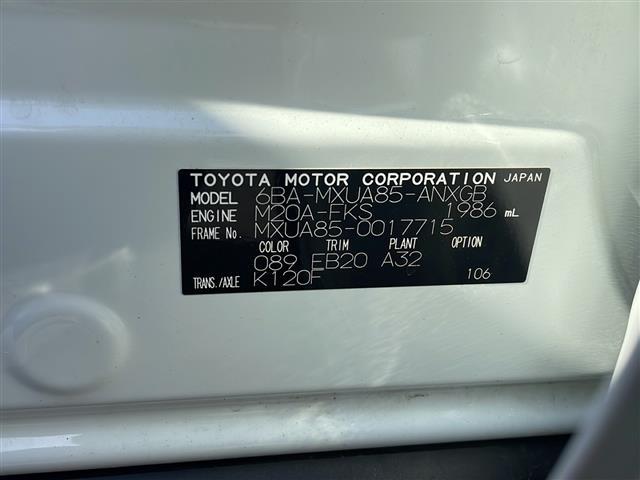 TOYOTA MOTOR CORPORATION JAPAN
MODEL 6BA-MXUA85-ANXGB
ENGINE M20A-FKS 1986 mL
FRAME No. MXUA85-0017715
COLOR TRIM PLANT OPTION
089 EB20 A32
TRANS./AXLE K120F 106